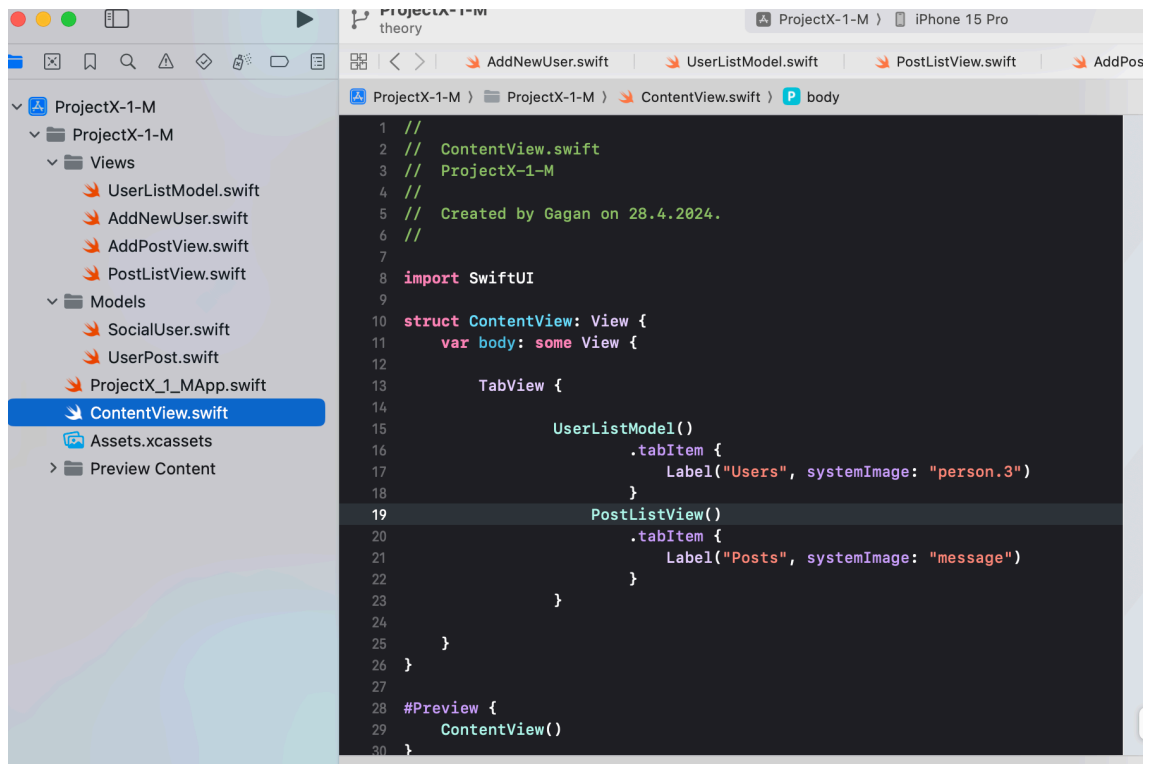 ProjectX-1-M
theory
ProjectX-1-M 〉 iPhone 15 Pro
AddNewUser.swift
UserListModel.swift
PostListView.swift
AddPos
ProjectX-1-M 〉 ProjectX-1-M 〉 ContentView.swift 〉 P body
ProjectX-1-M
ProjectX-1-M
Views
UserListModel.swift
AddNewUser.swift
AddPostView.swift
PostListView.swift
Models
SocialUser.swift
UserPost.swift
ProjectX_1_MApp.swift
ContentView.swift
Assets.xcassets
Preview Content
1 //
2 //  ContentView.swift
3 //  ProjectX-1-M
4 //
5 //  Created by Gagan on 28.4.2024.
6 //
7
8 import SwiftUI
9
10 struct ContentView: View {
11     var body: some View {
12
13         TabView {
14
15                 UserListModel()
16                         .tabItem {
17                             Label("Users", systemImage: "person.3")
18                         }
19                     PostListView()
20                         .tabItem {
21                             Label("Posts", systemImage: "message")
22                         }
23                 }
24
25     }
26 }
27
28 #Preview {
29     ContentView()
30 }